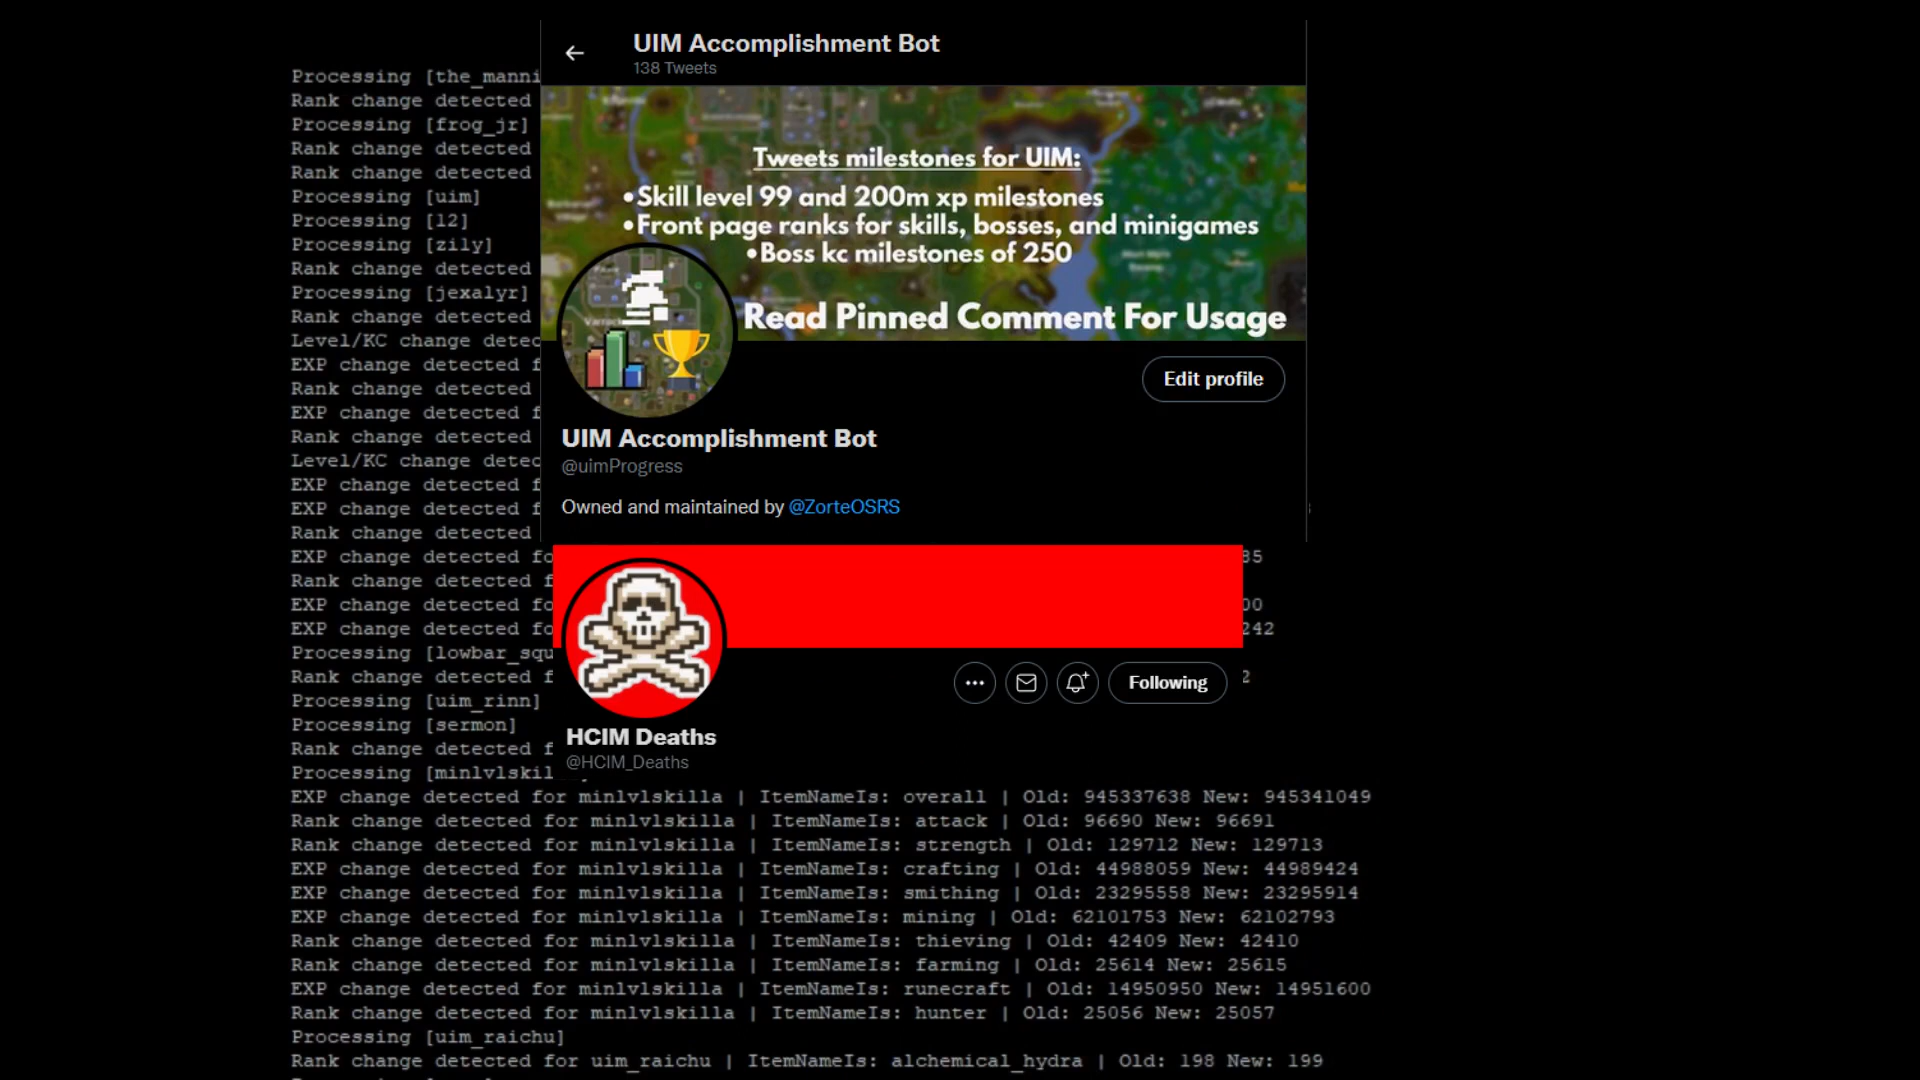 UIM Accomplishment Bot
138 Tweets
Tweets milestones for UIM:
•Skill level 99 and 200m xp milestones
•Front page ranks for skills, bosses, and minigames
•Boss kc milestones of 250
Read Pinned Comment For Usage
Edit profile
UIM Accomplishment Bot
@uimProgress
Owned and maintained by @ZorteOSRS
Following
HCIM Deaths
@HCIM_Deaths
Processing [the_manni
Rank change detected
Processing [frog_jr]
Rank change detected
Rank change detected
Processing [uim]
Processing [l2]
Processing [zily]
Rank change detected
Processing [jexalyr]
Rank change detected
Level/KC change detec
EXP change detected f
Rank change detected
EXP change detected f
Rank change detected
Level/KC change detec
EXP change detected f
EXP change detected f
Rank change detected
EXP change detected fo 35
Rank change detected f
EXP change detected fo 00
EXP change detected fo 242
Processing [lowbar_squ
Rank change detected f 2
Processing [uim_rinn]
Processing [sermon]
Rank change detected f
Processing [minlvlskil
EXP change detected for minlvlskilla | ItemNameIs: overall | Old: 945337638 New: 945341049
Rank change detected for minlvlskilla | ItemNameIs: attack | Old: 96690 New: 96691
Rank change detected for minlvlskilla | ItemNameIs: strength | Old: 129712 New: 129713
EXP change detected for minlvlskilla | ItemNameIs: crafting | Old: 44988059 New: 44989424
EXP change detected for minlvlskilla | ItemNameIs: smithing | Old: 23295558 New: 23295914
EXP change detected for minlvlskilla | ItemNameIs: mining | Old: 62101753 New: 62102793
Rank change detected for minlvlskilla | ItemNameIs: thieving | Old: 42409 New: 42410
Rank change detected for minlvlskilla | ItemNameIs: farming | Old: 25614 New: 25615
EXP change detected for minlvlskilla | ItemNameIs: runecraft | Old: 14950950 New: 14951600
Rank change detected for minlvlskilla | ItemNameIs: hunter | Old: 25056 New: 25057
Processing [uim_raichu]
Rank change detected for uim_raichu | ItemNameIs: alchemical_hydra | Old: 198 New: 199